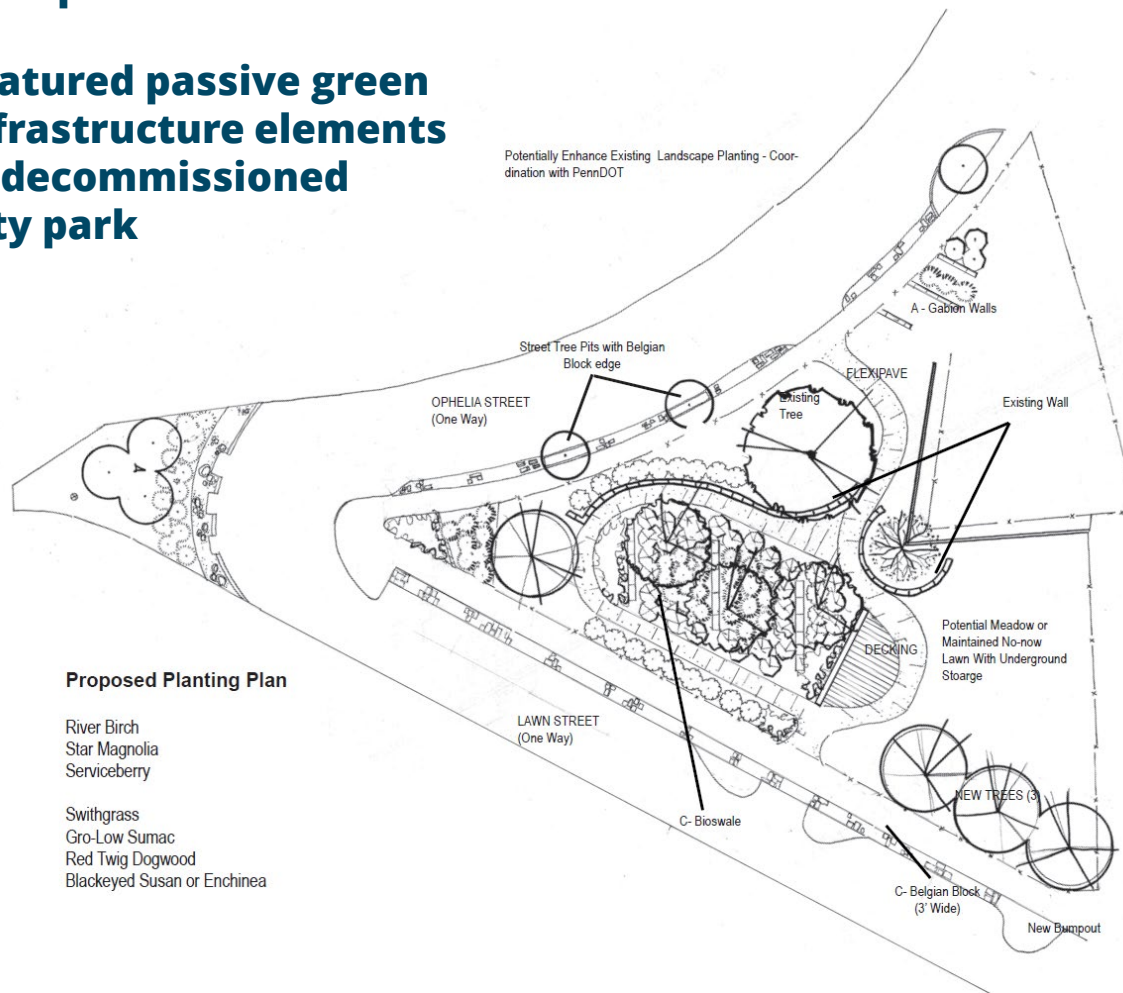 atured passive green
frastructure elements
decommissioned
ty park
Potentially Enhance Existing Landscape Planting - Coor-
dination with PennDOT
A - Gabion Walls
Street Tree Pits with Belgian
Block edge
FLEXIPAVE
OPHELIA STREET
(One Way)
Existing
Tree
Existing Wall
Potential Meadow or
Maintained No-now
Lawn With Underground
Stoarge
DECKING
Proposed Planting Plan
River Birch
Star Magnolia
Serviceberry
Swithgrass
Gro-Low Sumac
Red Twig Dogwood
Blackeyed Susan or Enchinea
LAWN STREET
(One Way)
NEW TREES (3)
C- Bioswale
C- Belgian Block
(3' Wide)
New Bumpout